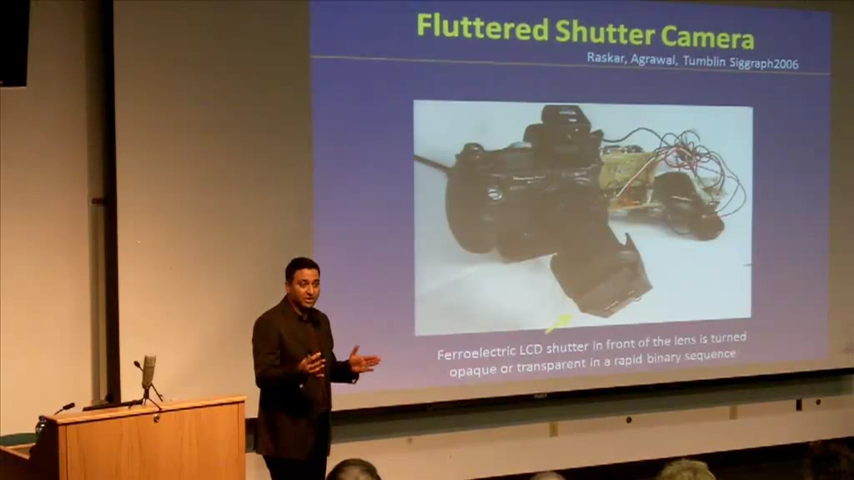 Fluttered Shutter Camera
Raskar, Agrawal, Tumblin Siggraph2006
Ferroelectric LCD shutter in front of the lens is turned
opaque or transparent in a rapid binary sequence